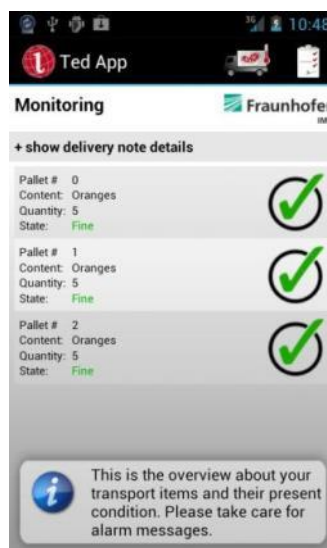 3G 10:48
Ted App
Monitoring
Fraunhofer
+ show delivery note details
Pallet # 0
Content: Oranges
Quantity: 5
State: Fine
Pallet # 1
Content: Oranges
Quantity: 5
State: Fine
Pallet # 2
Content: Oranges
Quantity: 5
State: Fine
This is the overview about your
transport items and their present
condition. Please take care for
alarm messages.